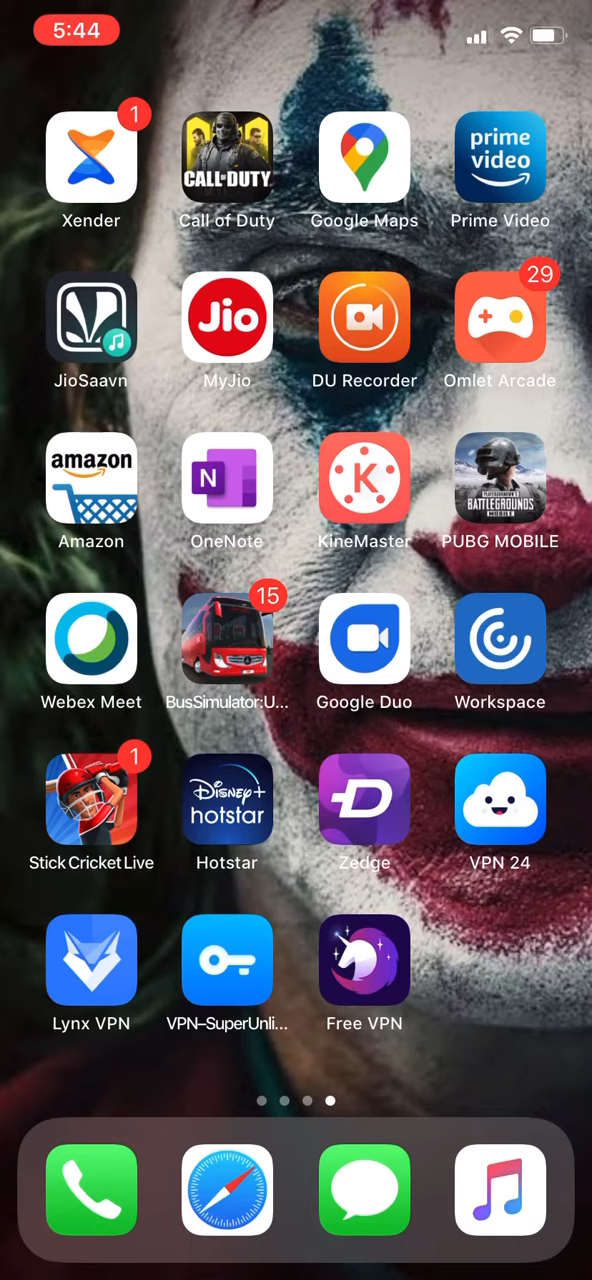 5:44
1
CALL OF DUTY
prime
video
Xender
Call of Duty
Google Maps
Prime Video
29
Jio
JioSaavn
MyJio
DU Recorder
Omlet Arcade
amazon
N
K
BATTLEGROUNDS
MOBILE
Amazon
OneNote
KineMaster
PUBG MOBILE
15
Webex Meet
BusSimulator:U...
Google Duo
Workspace
1
Disney+
hotstar
D
Stick Cricket Live
Hotstar
Zedge
VPN 24
Lynx VPN
VPN–SuperUnli...
Free VPN